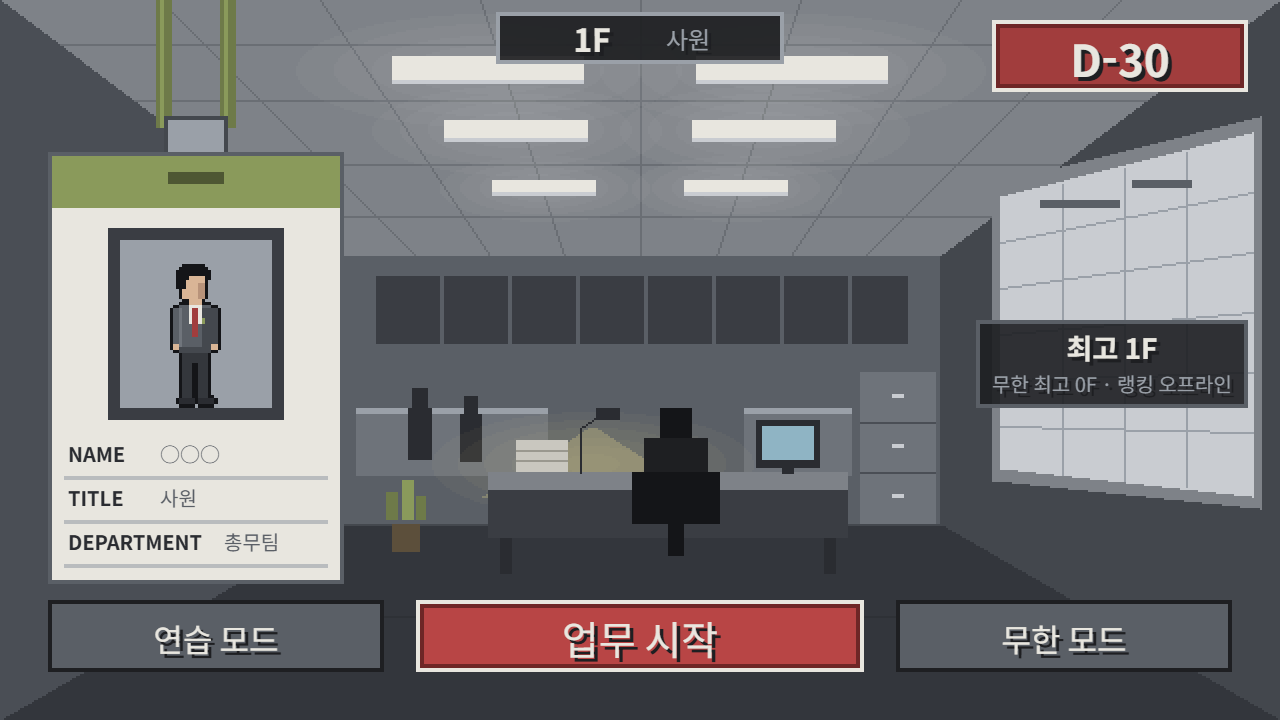 1F 사원
D-30
NAME ○○○
TITLE 사원
DEPARTMENT 총무팀
최고 1F
무한 최고 0F · 랭킹 오프라인
연습 모드
업무 시작
무한 모드